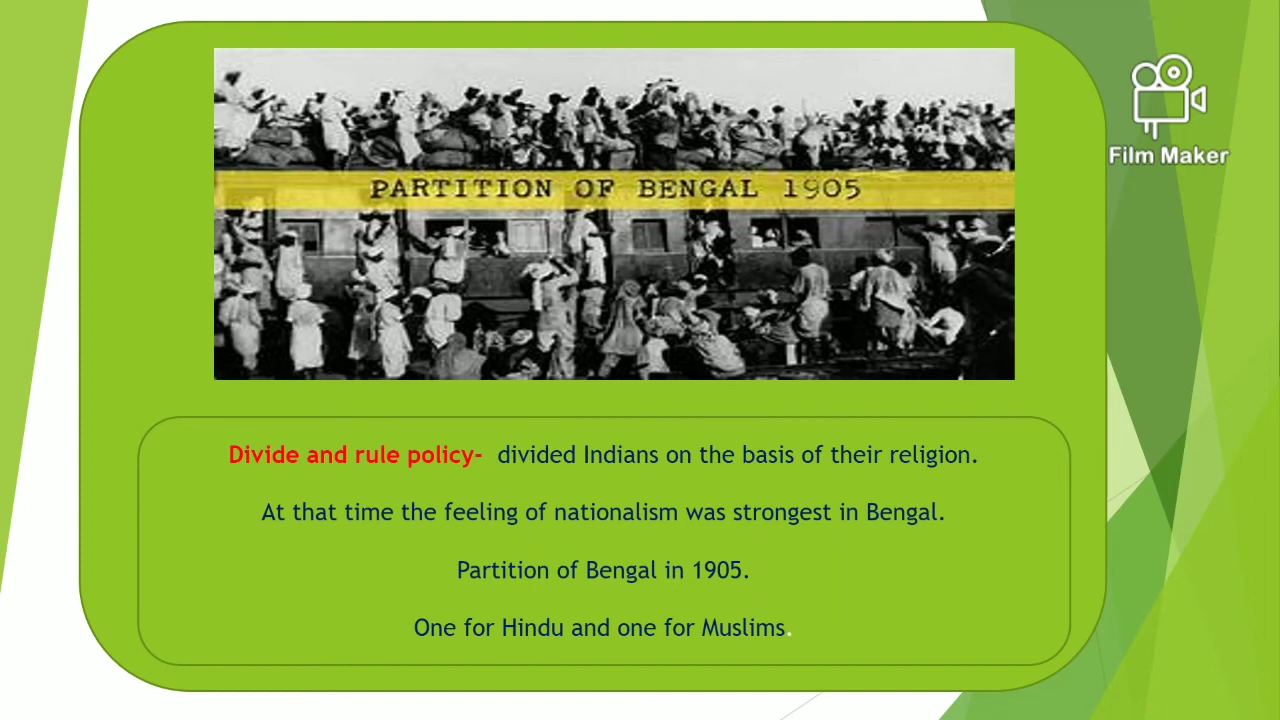 PARTITION OF BENGAL 1905
Film Maker
Divide and rule policy- divided Indians on the basis of their religion.
At that time the feeling of nationalism was strongest in Bengal.
Partition of Bengal in 1905.
One for Hindu and one for Muslims.